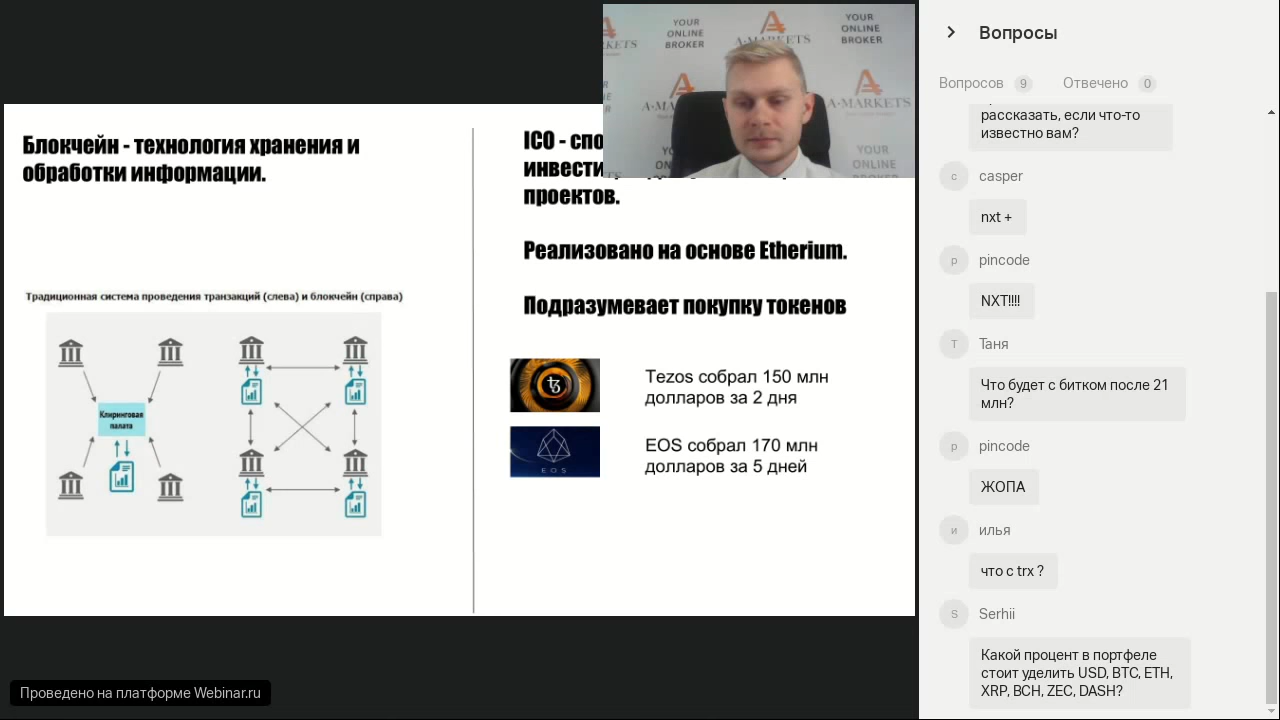 Блокчейн - технология хранения и
обработки информации.
Традиционная система проведения транзакций (слева) и блокчейн (справа)
Клиринговая
палата
ICO -
проектов.
Реализовано на основе Etherium.
Подразумевает покупку токенов
Tezos собрал 150 млн
долларов за 2 дня
EOS
EOS собрал 170 млн
долларов за 5 дней
YOUR
ONLINE
BROKER
YOUR
ONLINE
BROKER
A-MARKETS
A-MARKETS
YOUR
ONLINE
BROKER
Проведено на платформе Webinar.ru
Вопросы
Вопросов 9 Отвечено 0
рассказать, если что-то
известно вам?
c casper
nxt +
p pincode
NXT!!!!
Т Таня
Что будет с битком после 21
млн?
p pincode
ЖОПА
и илья
что с trx ?
S Serhii
Какой процент в портфеле
стоит уделить USD, BTC, ETH,
XRP, BCH, ZEC, DASH?